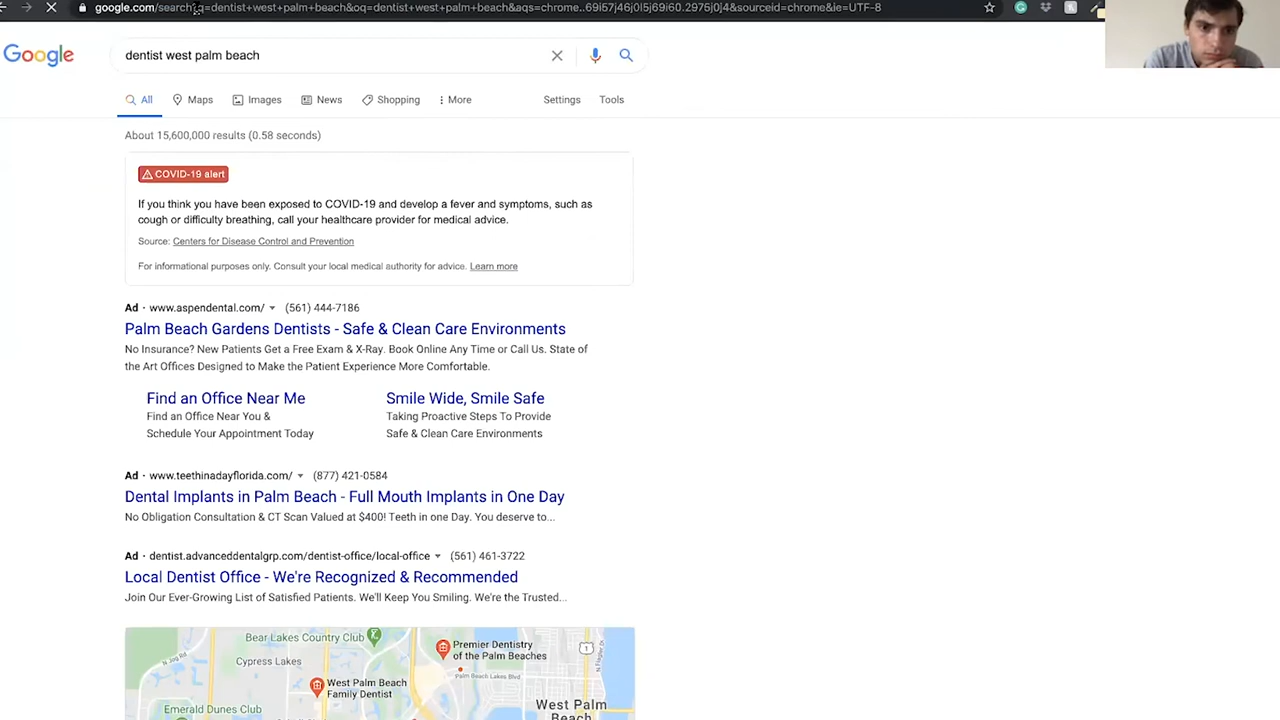 google.com/search?q=dentist+west+palm+beach&oq=dentist+west+palm+beach&aqs=chrome..69i57j46j0l5j69i60.2976j0j4&sourceid=chrome&ie=UTF-8
Google
dentist west palm beach
All Maps Images News Shopping More Settings Tools
About 15,600,000 results (0.58 seconds)
COVID-19 alert
If you think you have been exposed to COVID-19 and develop a fever and symptoms, such as
cough or difficulty breathing, call your healthcare provider for medical advice.
Source: Centers for Disease Control and Prevention
For informational purposes only. Consult your local medical authority for advice. Learn more
Ad · www.aspendental.com/ (561) 444-7186
Palm Beach Gardens Dentists - Safe & Clean Care Environments
No Insurance? New Patients Get a Free Exam & X-Ray. Book Online Any Time or Call Us. State of
the Art Offices Designed to Make the Patient Experience More Comfortable.
Find an Office Near Me
Find an Office Near You &
Schedule Your Appointment Today
Smile Wide, Smile Safe
Taking Proactive Steps To Provide
Safe & Clean Care Environments
Ad · www.teethinadayflorida.com/ (877) 421-0584
Dental Implants in Palm Beach - Full Mouth Implants in One Day
No Obligation Consultation & CT Scan Valued at $400! Teeth in one Day. You deserve to...
Ad · dentist.advanceddentalgrp.com/dentist-office/local-office (561) 461-3722
Local Dentist Office - We're Recognized & Recommended
Join Our Ever-Growing List of Satisfied Patients. We'll Keep You Smiling. We're the Trusted...
Bear Lakes Country Club
Premier Dentistry
of the Palm Beaches
1
N Jog Rd
Cypress Lakes
Palm Beach Lakes Blvd
N Flagler Dr
West Palm Beach
Family Dentist
West Palm
Beach
Emerald Dunes Club